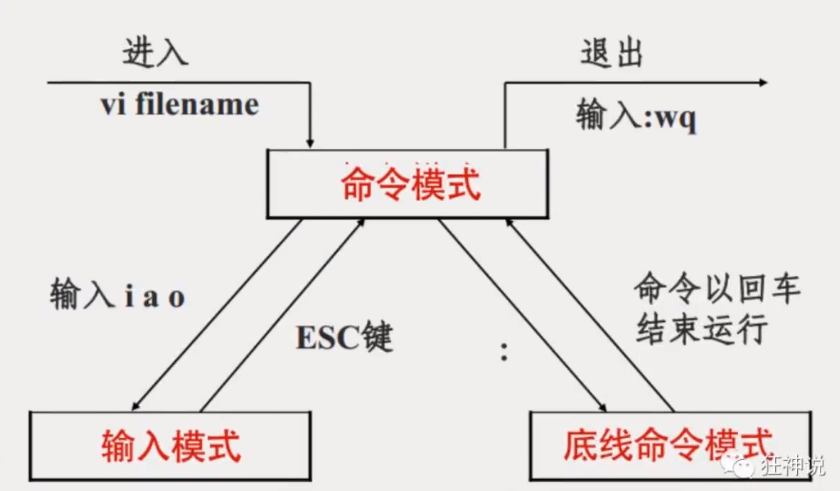 进入
vi filename
退出
输入:wq
命令模式
输入 i a o
ESC键
:
命令以回车
结束运行
输入模式
底线命令模式
狂神说